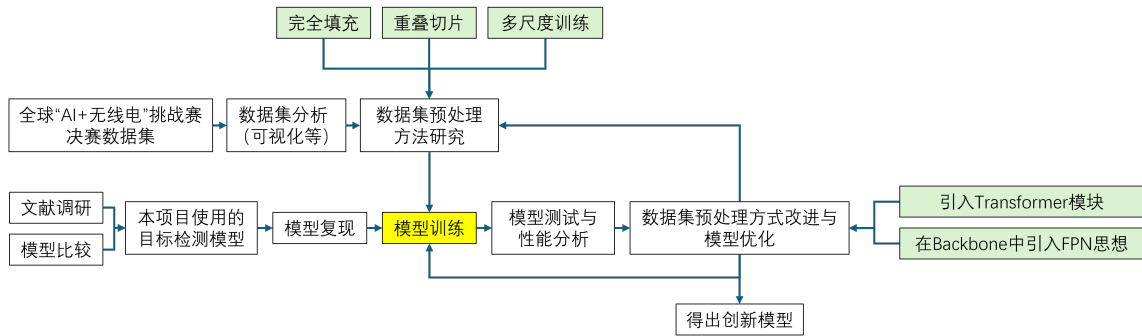 完全填充
重叠切片
多尺度训练
全球“AI+无线电”挑战赛
决赛数据集
数据集分析
（可视化等）
数据集预处理
方法研究
文献调研
模型比较
本项目使用的
目标检测模型
模型复现
模型训练
模型测试与
性能分析
数据集预处理方式改进与
模型优化
引入Transformer模块
在Backbone中引入FPN思想
得出创新模型